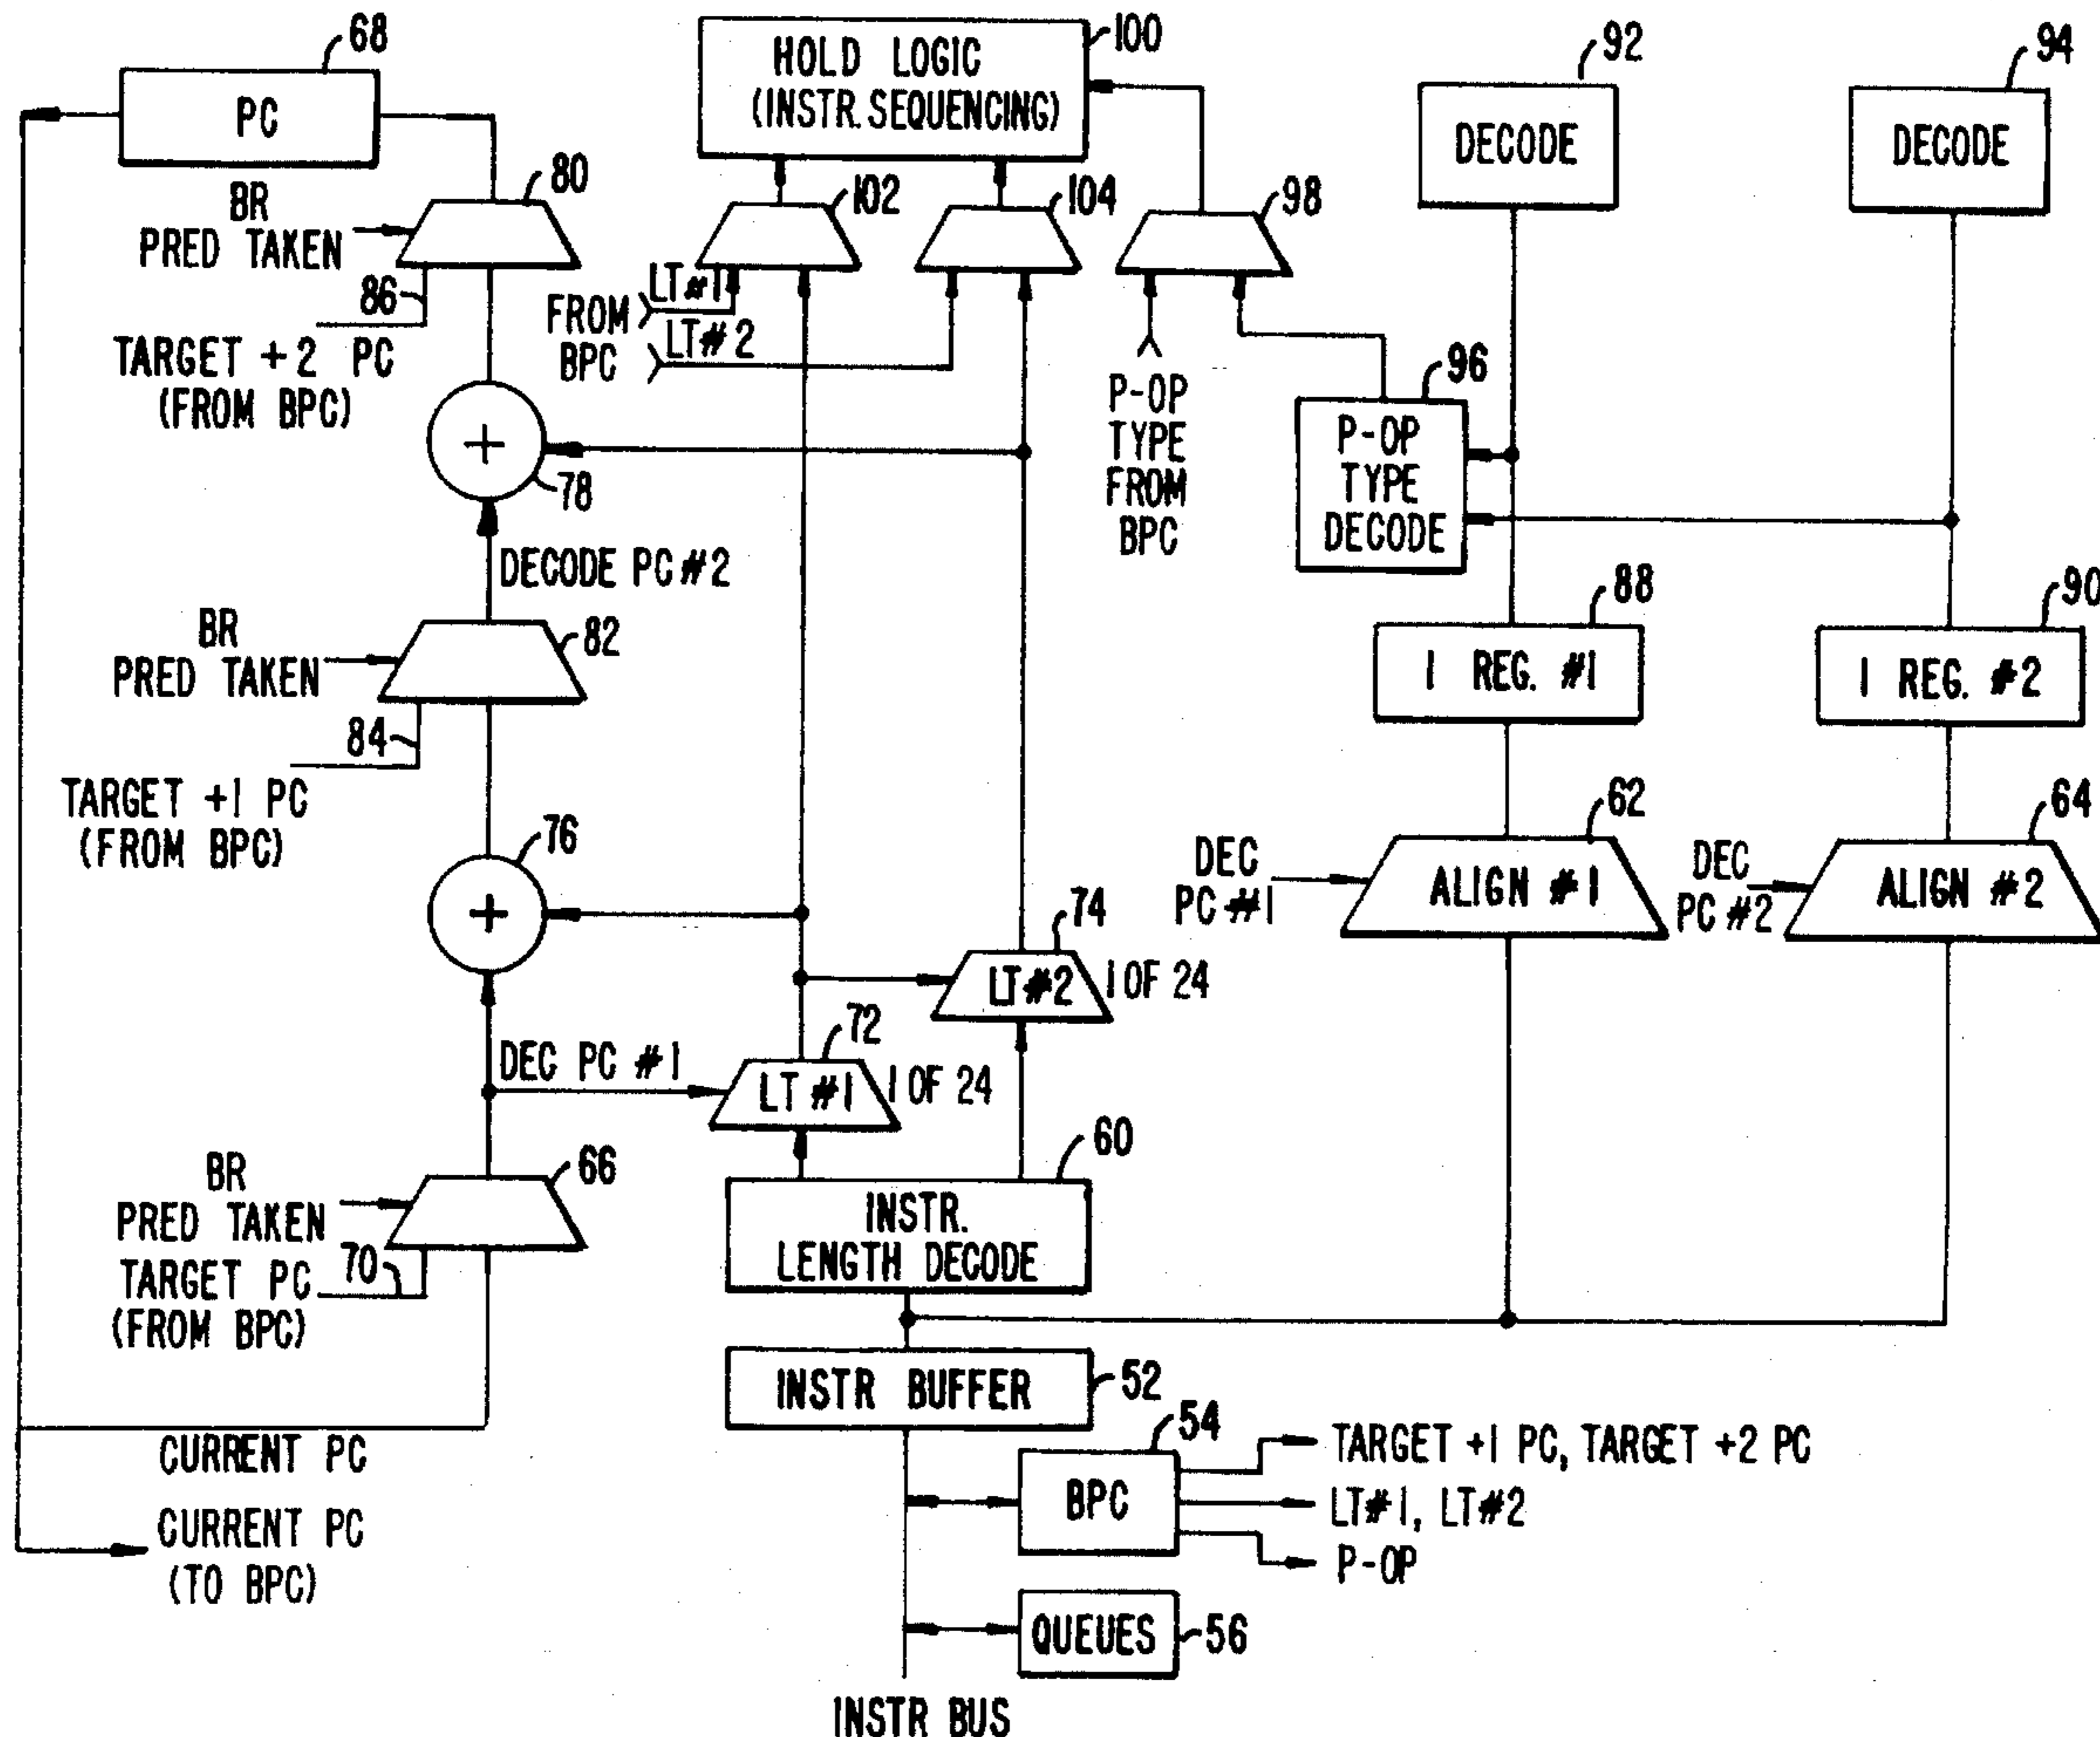 68
PC
BR
PRED TAKEN
80
86
TARGET +2 PC
(FROM BPC)
+
78
DECODE PC #2
BR
PRED TAKEN
82
84
TARGET +1 PC
(FROM BPC)
76
+
DEC PC #1
BR
PRED TAKEN
66
TARGET PC
70
(FROM BPC)
CURRENT PC
CURRENT PC
(TO BPC)
HOLD LOGIC
(INSTR. SEQUENCING)
100
102
104
98
FROM
BPC
LT#1
LT#2
P-OP
TYPE
FROM
BPC
92
DECODE
94
DECODE
96
P-OP
TYPE
DECODE
88
I REG. #1
90
I REG. #2
62
DEC
PC #1
ALIGN #1
64
DEC
PC #2
ALIGN #2
74
LT#2
1 OF 24
72
LT #1
1 OF 24
60
INSTR.
LENGTH DECODE
INSTR BUFFER
52
54
BPC
TARGET +1 PC, TARGET +2 PC
LT#1, LT#2
P-OP
QUEUES
56
INSTR BUS